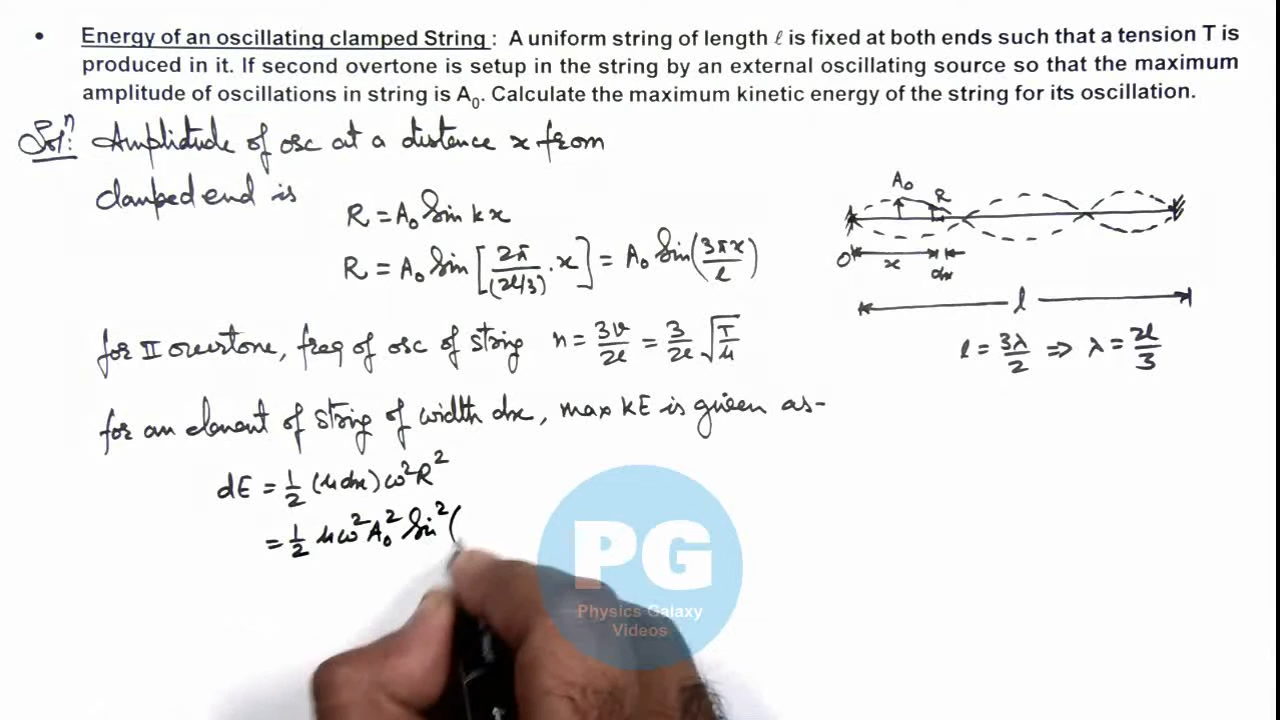 • Energy of an oscillating clamped String : A uniform string of length ℓ is fixed at both ends such that a tension T is
produced in it. If second overtone is setup in the string by an external oscillating source so that the maximum
amplitude of oscillations in string is A₀. Calculate the maximum kinetic energy of the string for its oscillation.
Solⁿ: Amplitude of osc at a distance x from
clamped end is
R = A₀ Sin kx
R = A₀ Sin [2π/(2l/3) · x] = A₀ Sin (3πx/l)
for II overtone, freq of osc of string n = 3v/2l = 3/2l √(T/μ)
for an element of string of width dx, max KE is given as-
dE = 1/2 (μdx) ω²R²
= 1/2 μω²A₀² Sin² (
A₀
R
O
x
dx
l
l = 3λ/2 ⇒ λ = 2l/3
PG
Physics Galaxy
Videos